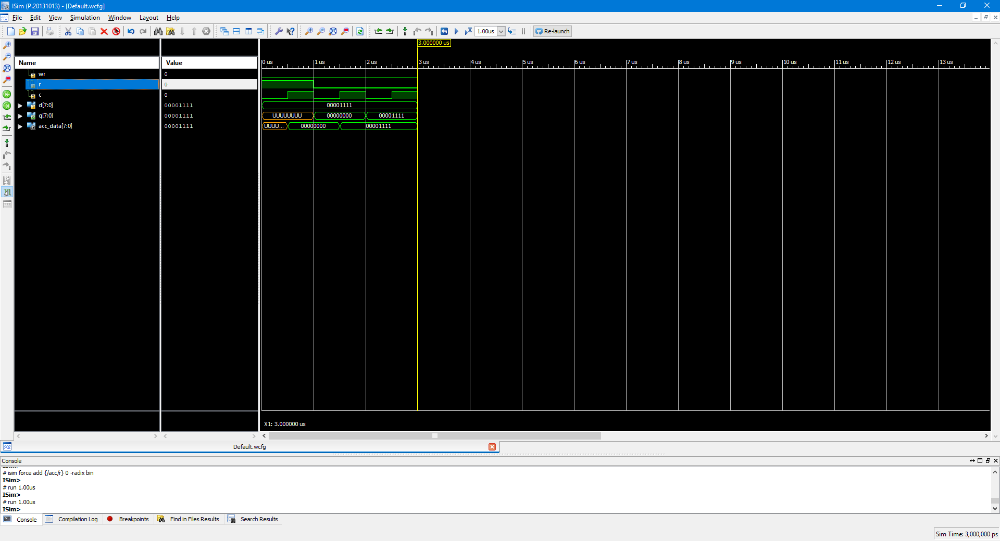 ISim (P.20131013) - [Default.wcfg]
File Edit View Simulation Window Layout Help
1.00us Re-launch
3.000000 us
Name Value
0 us 1 us 2 us 3 us 4 us 5 us 6 us 7 us 8 us 9 us 10 us 11 us 12 us 13 us
wr 0
r 0
c 0
d[7:0] 00001111 00001111
q[7:0] 00001111 UUUUUUUU 00000000 00001111
acc_data[7:0] 00001111 UUUU... 00000000 00001111
X1: 3.000000 us
Default.wcfg
Console
# isim force add {/acc/r} 0 -radix bin
ISim>
# run 1.00us
ISim>
# run 1.00us
ISim>
Console Compilation Log Breakpoints Find in Files Results Search Results
Sim Time: 3,000,000 ps